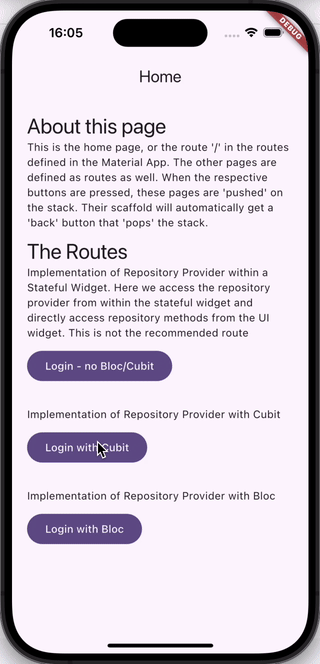 16:05
DEBUG
Home
About this page
This is the home page, or the route '/' in the routes
defined in the Material App. The other pages are
defined as routes as well. When the respective
buttons are pressed, these pages are 'pushed' on
the stack. Their scaffold will automatically get a
'back' button that 'pops' the stack.
The Routes
Implementation of Repository Provider within a
Stateful Widget. Here we access the repository
provider from within the stateful widget and
directly access repository methods from the UI
widget. This is not the recommended route
Login - no Bloc/Cubit
Implementation of Repository Provider with Cubit
Login with Cubit
Implementation of Repository Provider with Bloc
Login with Bloc